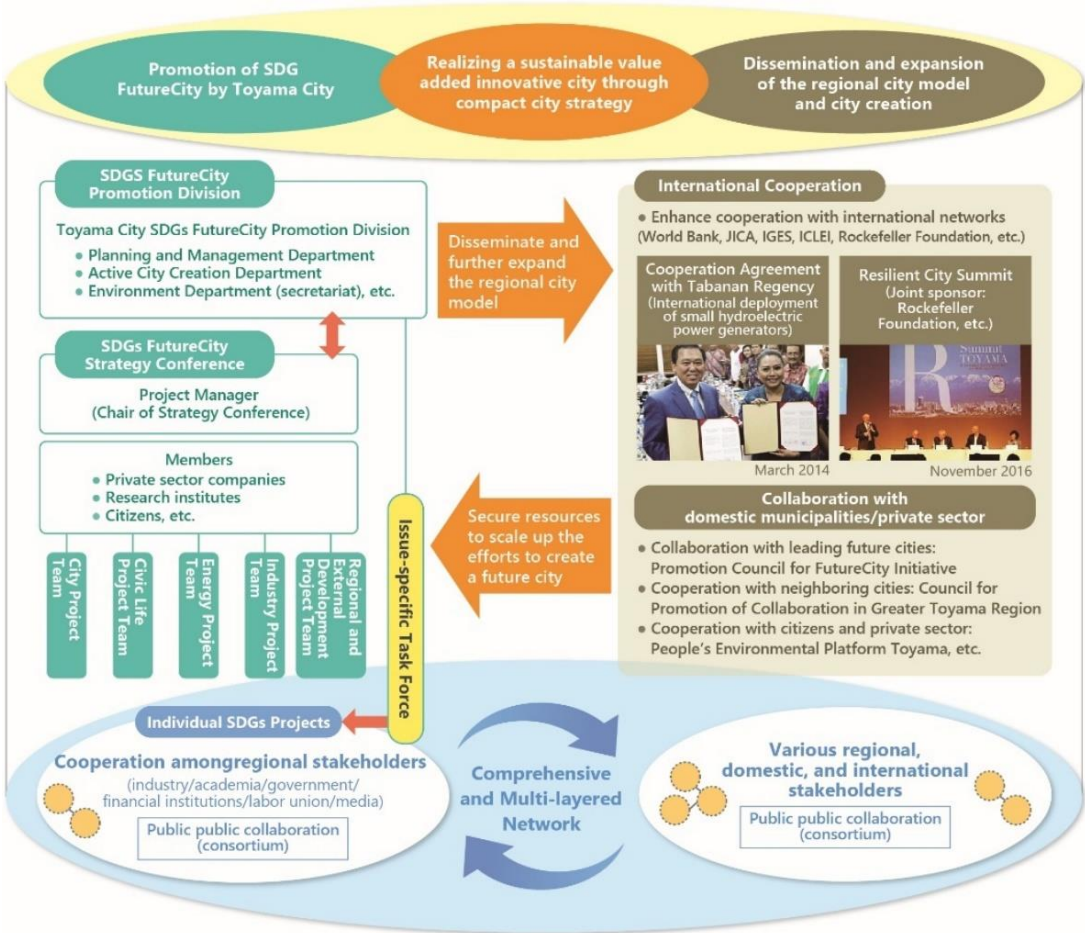 Promotion of SDG
FutureCity by Toyama City
Realizing a sustainable value
added innovative city through
compact city strategy
Dissemination and expansion
of the regional city model
and city creation
SDGS FutureCity
Promotion Division
Toyama City SDGs FutureCity Promotion Division
● Planning and Management Department
● Active City Creation Department
● Environment Department (secretariat), etc.
SDGs FutureCity
Strategy Conference
Project Manager
(Chair of Strategy Conference)
Members
● Private sector companies
● Research institutes
● Citizens, etc.
City Project
Team
Civic Life
Project Team
Energy Project
Team
Industry Project
Team
Regional and
External
Development
Project Team
Issue-specific Task Force
Disseminate and
further expand
the regional city
model
Secure resources
to scale up the
efforts to create
a future city
International Cooperation
● Enhance cooperation with international networks
(World Bank, JICA, IGES, ICLEI, Rockefeller Foundation, etc.)
Cooperation Agreement
with Tabanan Regency
(International deployment
of small hydroelectric
power generators)
March 2014
Resilient City Summit
(Joint sponsor:
Rockefeller
Foundation, etc.)
R
Summit
TOYAMA
November 2016
Collaboration with
domestic municipalities/private sector
● Collaboration with leading future cities:
Promotion Council for FutureCity Initiative
● Cooperation with neighboring cities: Council for
Promotion of Collaboration in Greater Toyama Region
● Cooperation with citizens and private sector:
People's Environmental Platform Toyama, etc.
Individual SDGs Projects
Cooperation amongregional stakeholders
(industry/academia/government/
financial institutions/labor union/media)
Public public collaboration
(consortium)
Comprehensive
and Multi-layered
Network
Various regional,
domestic, and international
stakeholders
Public public collaboration
(consortium)